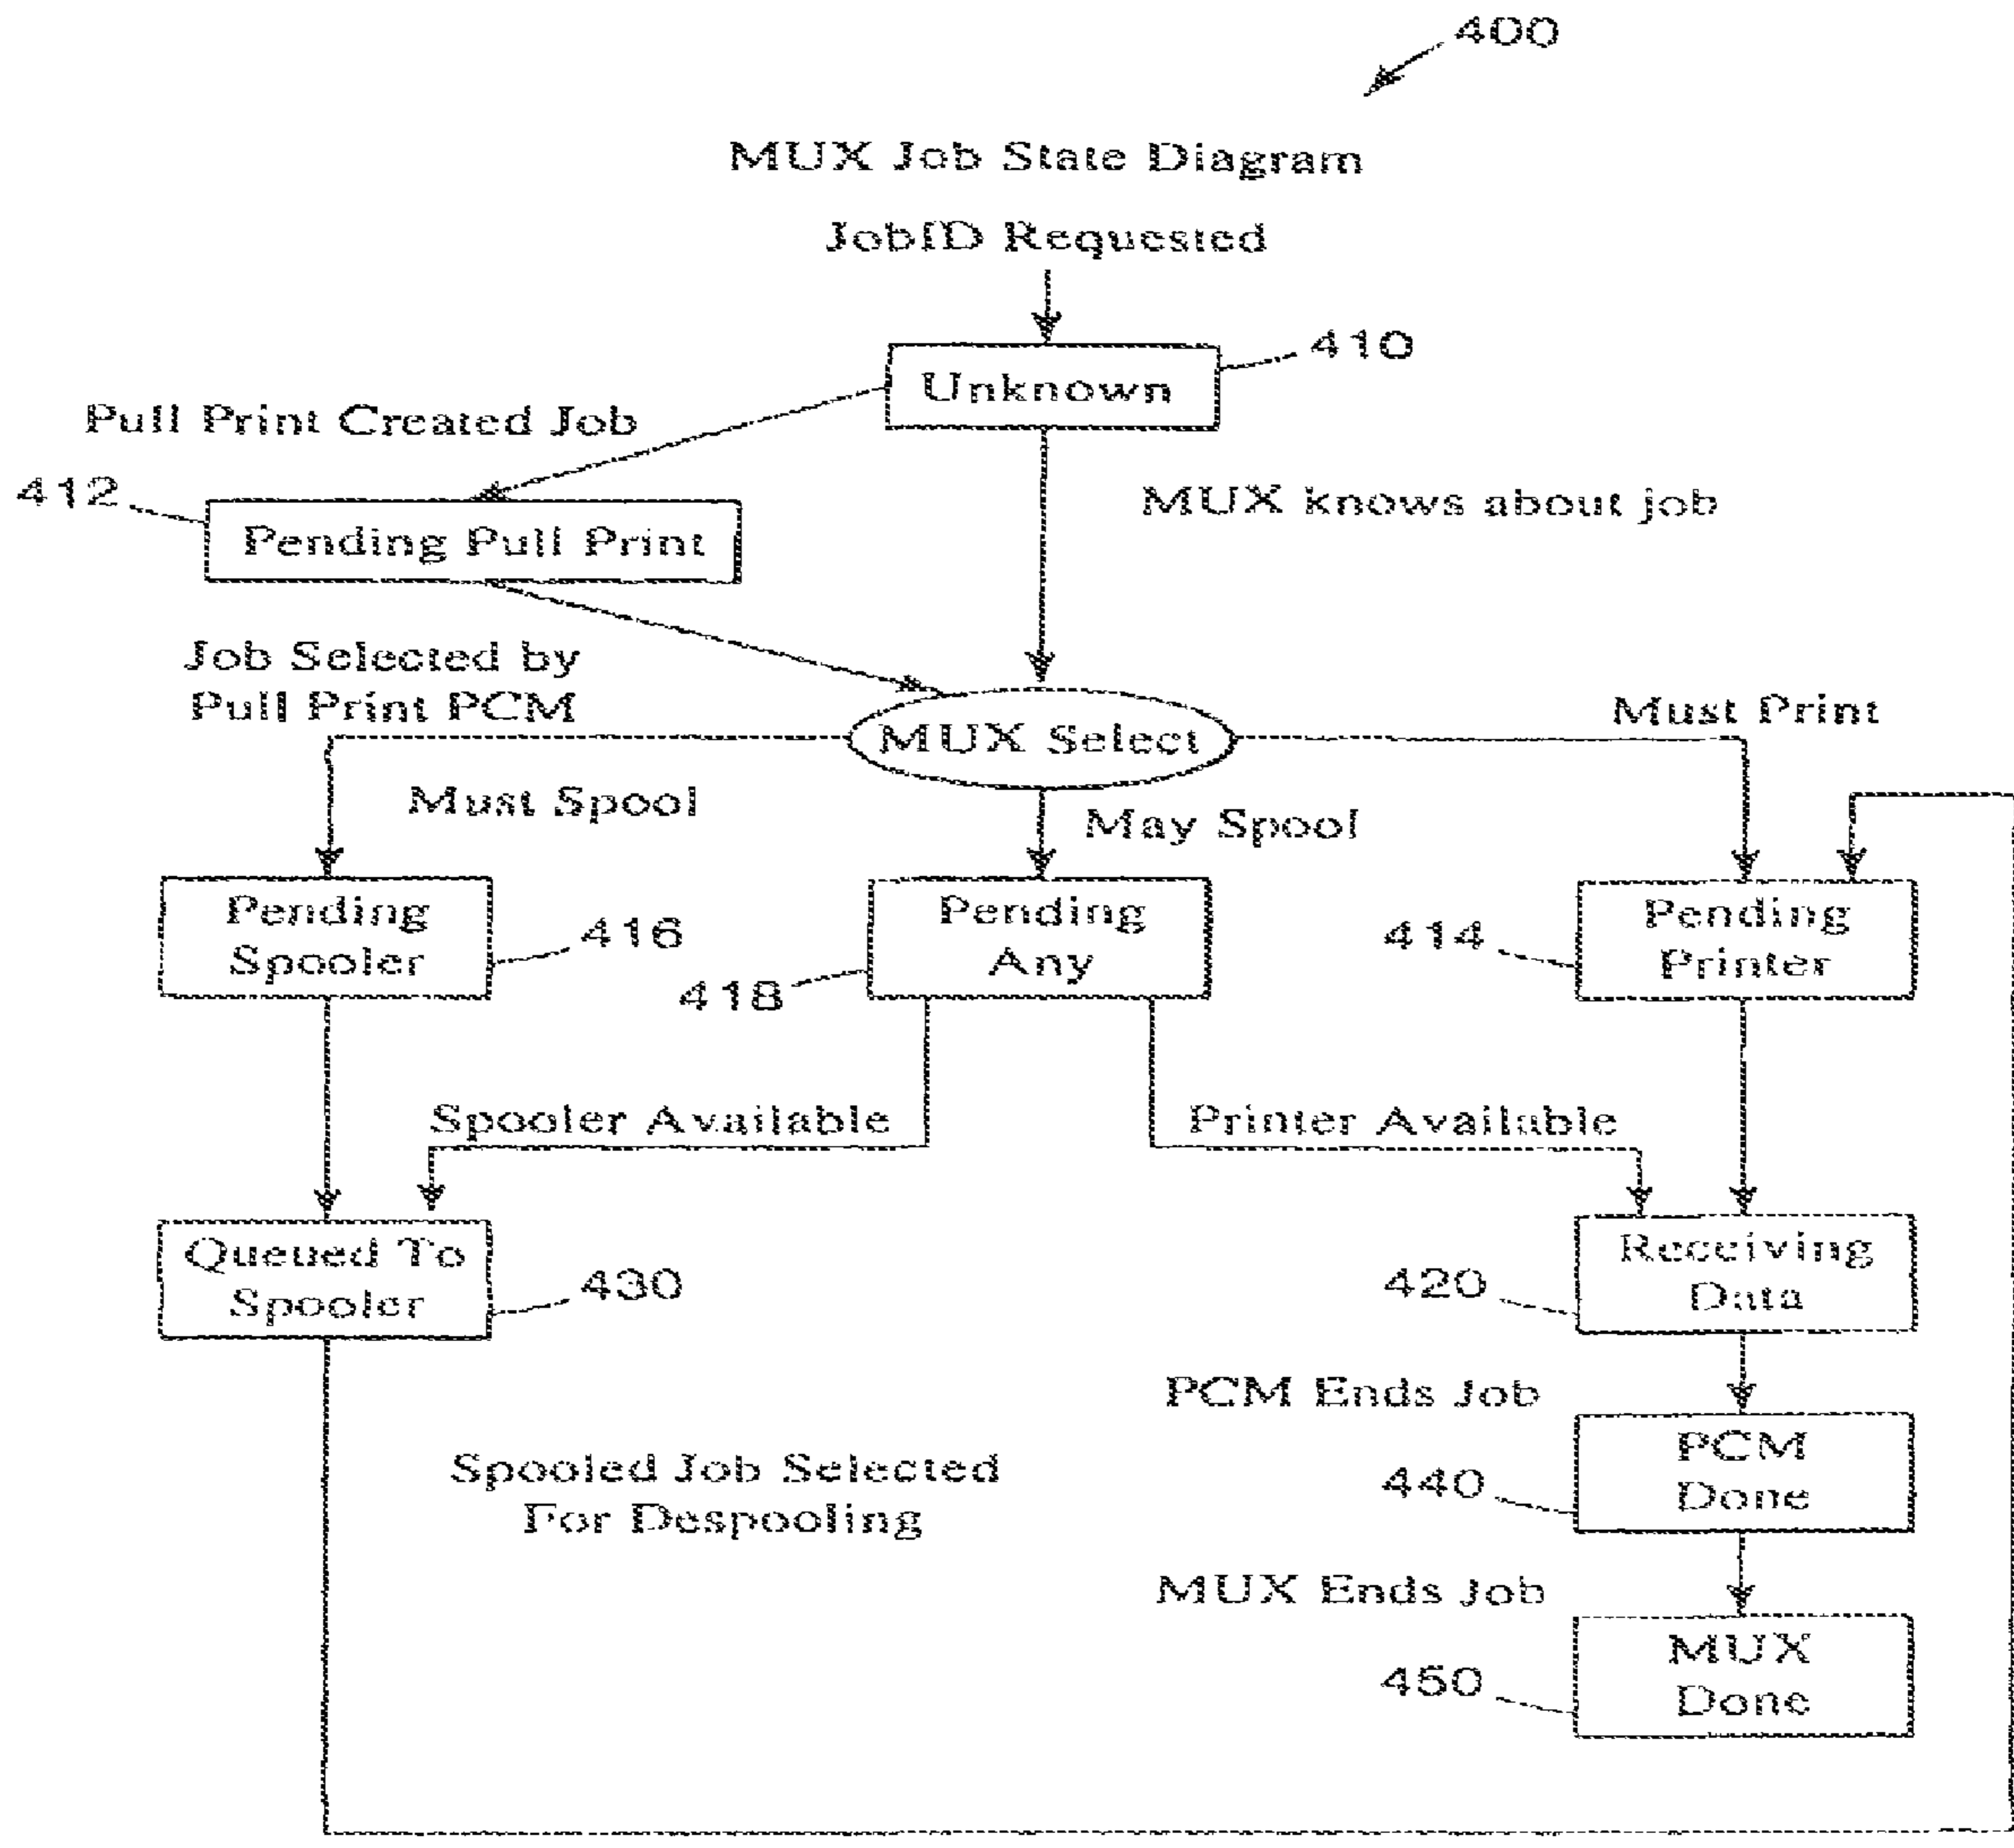 400
MUX Job State Diagram
JobID Requested
410
Unknown
Pull Print Created Job
412
Pending Pull Print
MUX knows about job
Job Selected by
Pull Print PCM
MUX Select
Must Print
Must Spool
May Spool
Pending
Spooler
416
Pending
Any
418
414
Pending
Printer
Spooler Available
Printer Available
Queued To
Spooler
430
420
Receiving
Data
PCM Ends Job
Spooled Job Selected
For Despooling
440
PCM
Done
MUX Ends Job
450
MUX
Done